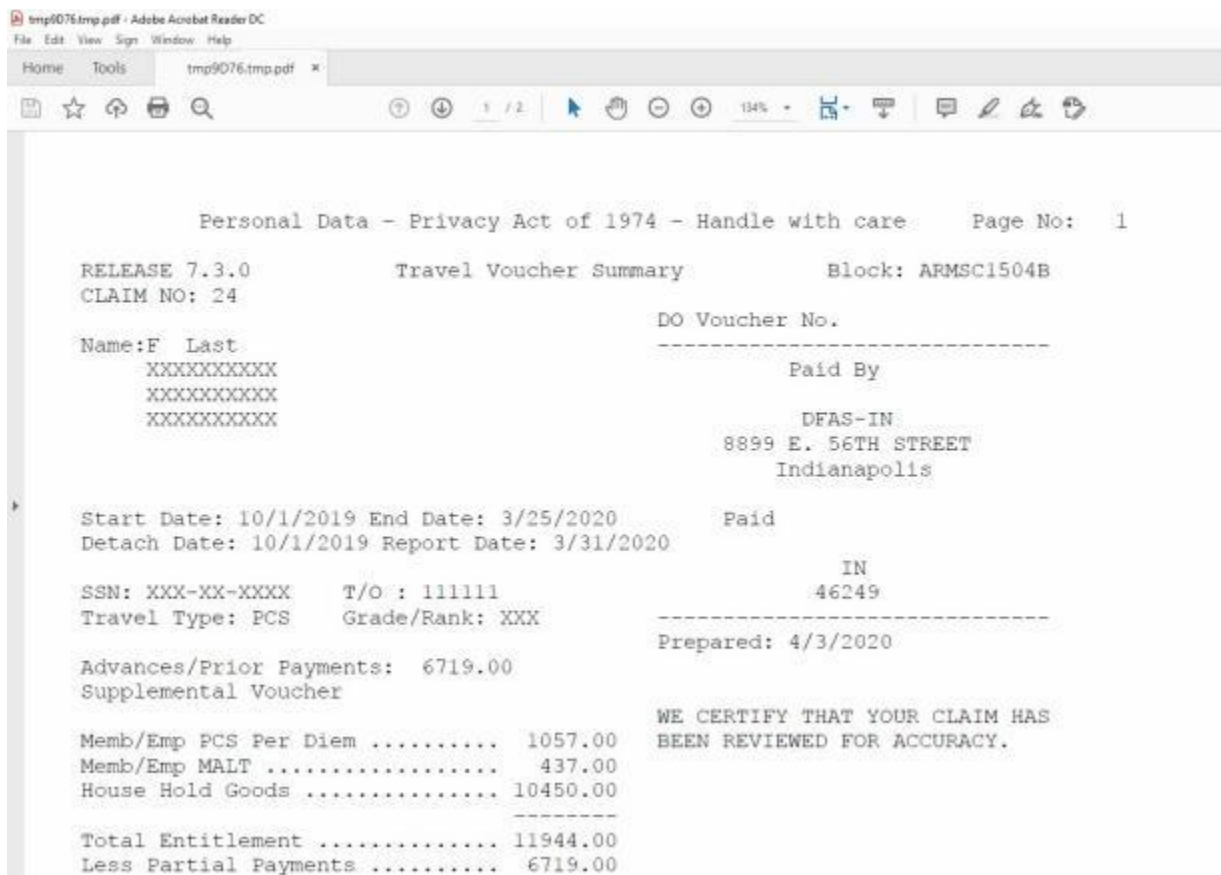 tmp9D76.tmp.pdf - Adobe Acrobat Reader DC
File Edit View Sign Window Help
Home Tools tmp9D76.tmp.pdf ×
1 / 2 134%
Personal Data - Privacy Act of 1974 - Handle with care Page No: 1
RELEASE 7.3.0 Travel Voucher Summary Block: ARMSC1504B
CLAIM NO: 24
DO Voucher No.
Name:F Last ------------------------------
XXXXXXXXXX Paid By
XXXXXXXXXX
XXXXXXXXXX DFAS-IN
8899 E. 56TH STREET
Indianapolis
Start Date: 10/1/2019 End Date: 3/25/2020 Paid
Detach Date: 10/1/2019 Report Date: 3/31/2020
IN
SSN: XXX-XX-XXXX T/O : 111111 46249
Travel Type: PCS Grade/Rank: XXX ------------------------------
Prepared: 4/3/2020
Advances/Prior Payments: 6719.00
Supplemental Voucher
WE CERTIFY THAT YOUR CLAIM HAS
Memb/Emp PCS Per Diem .......... 1057.00 BEEN REVIEWED FOR ACCURACY.
Memb/Emp MALT .................. 437.00
House Hold Goods ............... 10450.00
--------
Total Entitlement .............. 11944.00
Less Partial Payments .......... 6719.00